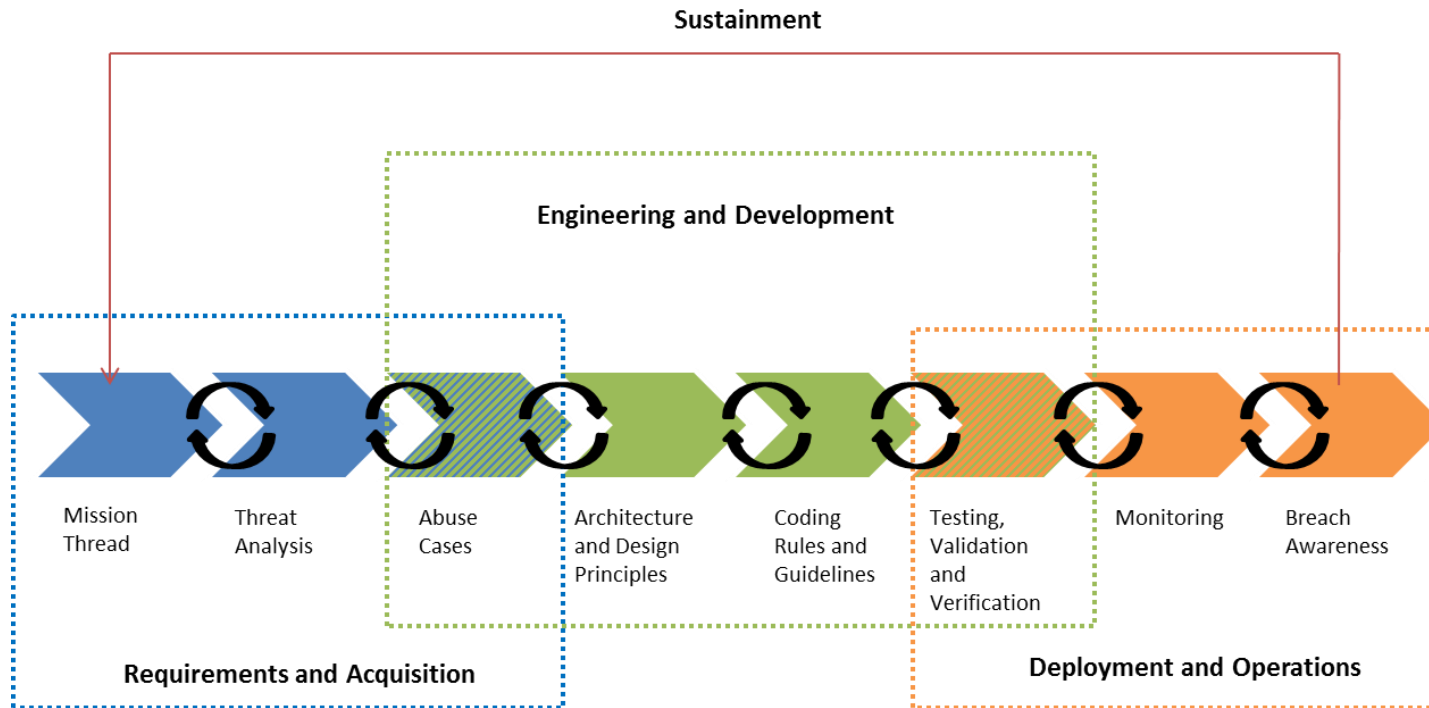 Sustainment
Engineering and Development
Mission
Thread
Threat
Analysis
Abuse
Cases
Architecture
and Design
Principles
Coding
Rules and
Guidelines
Testing,
Validation
and
Verification
Monitoring
Breach
Awareness
Requirements and Acquisition
Deployment and Operations